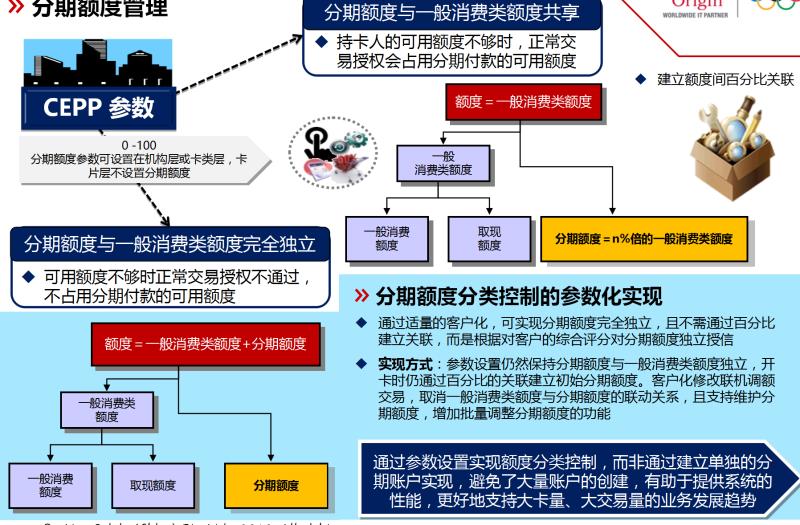 分期额度管理
Origin
WORLDWIDE IT PARTNER
分期额度与一般消费类额度共享
持卡人的可用额度不够时，正常交
易授权会占用分期付款的可用额度
建立额度间百分比关联
CEPP 参数
0 -100
分期额度参数可设置在机构层或卡类层，卡
片层不设置分期额度
额度＝一般消费类额度
一般
消费类额度
一般消费
额度
取现
额度
分期额度＝n%倍的一般消费类额度
分期额度与一般消费类额度完全独立
可用额度不够时正常交易授权不通过，
不占用分期付款的可用额度
额度＝一般消费类额度+分期额度
一般消费类
额度
一般消费
额度
取现额度
分期额度
分期额度分类控制的参数化实现
通过适量的客户化，可实现分期额度完全独立，且不需通过百分比
建立关联，而是根据对客户的综合评分对分期额度独立授信
实现方式：参数设置仍然保持分期额度与一般消费类额度独立，开
卡时仍通过百分比的关联建立初始分期额度。客户化修改联机调额
交易，取消一般消费类额度与分期额度的联动关系，且支持维护分
期额度，增加批量调整分期额度的功能
通过参数设置实现额度分类控制，而非通过建立单独的分
期账户实现，避免了大量账户的创建，有助于提供系统的
性能，更好地支持大卡量、大交易量的业务发展趋势